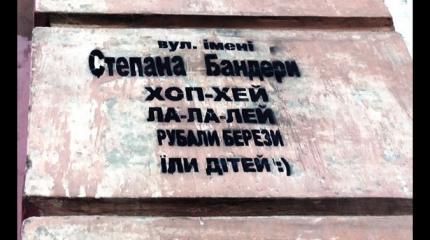 вул. імені
Степана Бандери
ХОП-ХЕЙ
ЛА-ЛА-ЛЕЙ
РУБАЛИ БЕРЕЗИ
ЇЛИ ДІТЕЙ :)